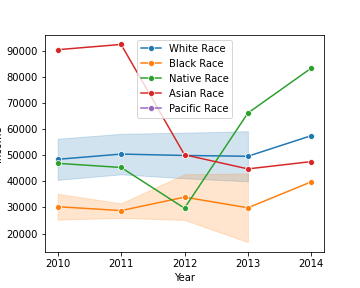 White Race
Black Race
Native Race
Asian Race
Pacific Race
90000
80000
70000
60000
50000
40000
30000
20000
2010
2011
2012
2013
2014
Year